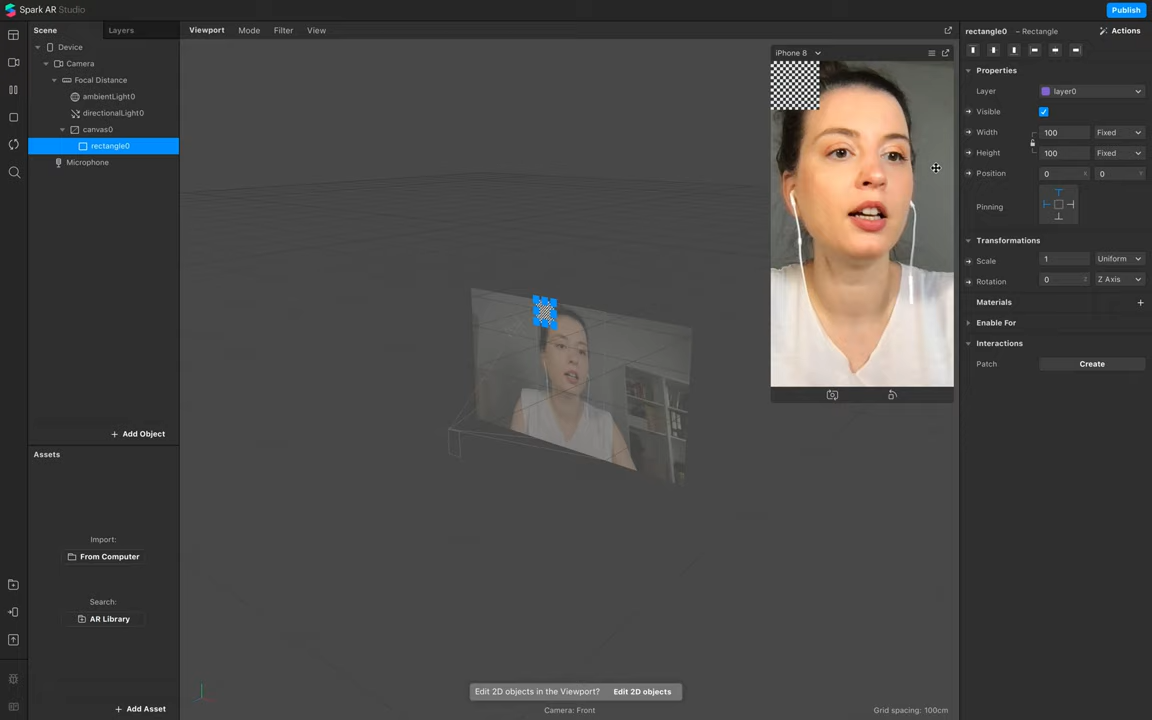 Spark AR Studio
Publish
Scene
Layers
Device
Camera
Focal Distance
ambientLight0
directionalLight0
canvas0
rectangle0
Microphone
+ Add Object
Assets
Import:
From Computer
Search:
AR Library
+ Add Asset
Viewport
Mode
Filter
View
iPhone 8
Edit 2D objects in the Viewport?
Edit 2D objects
Camera: Front
Grid spacing: 100cm
rectangle0 – Rectangle
Actions
Properties
Layer
layer0
Visible
Width
100
Fixed
Height
100
Fixed
Position
0
0
Pinning
Transformations
Scale
1
Uniform
Rotation
0
Z Axis
Materials
+
Enable For
Interactions
Patch
Create